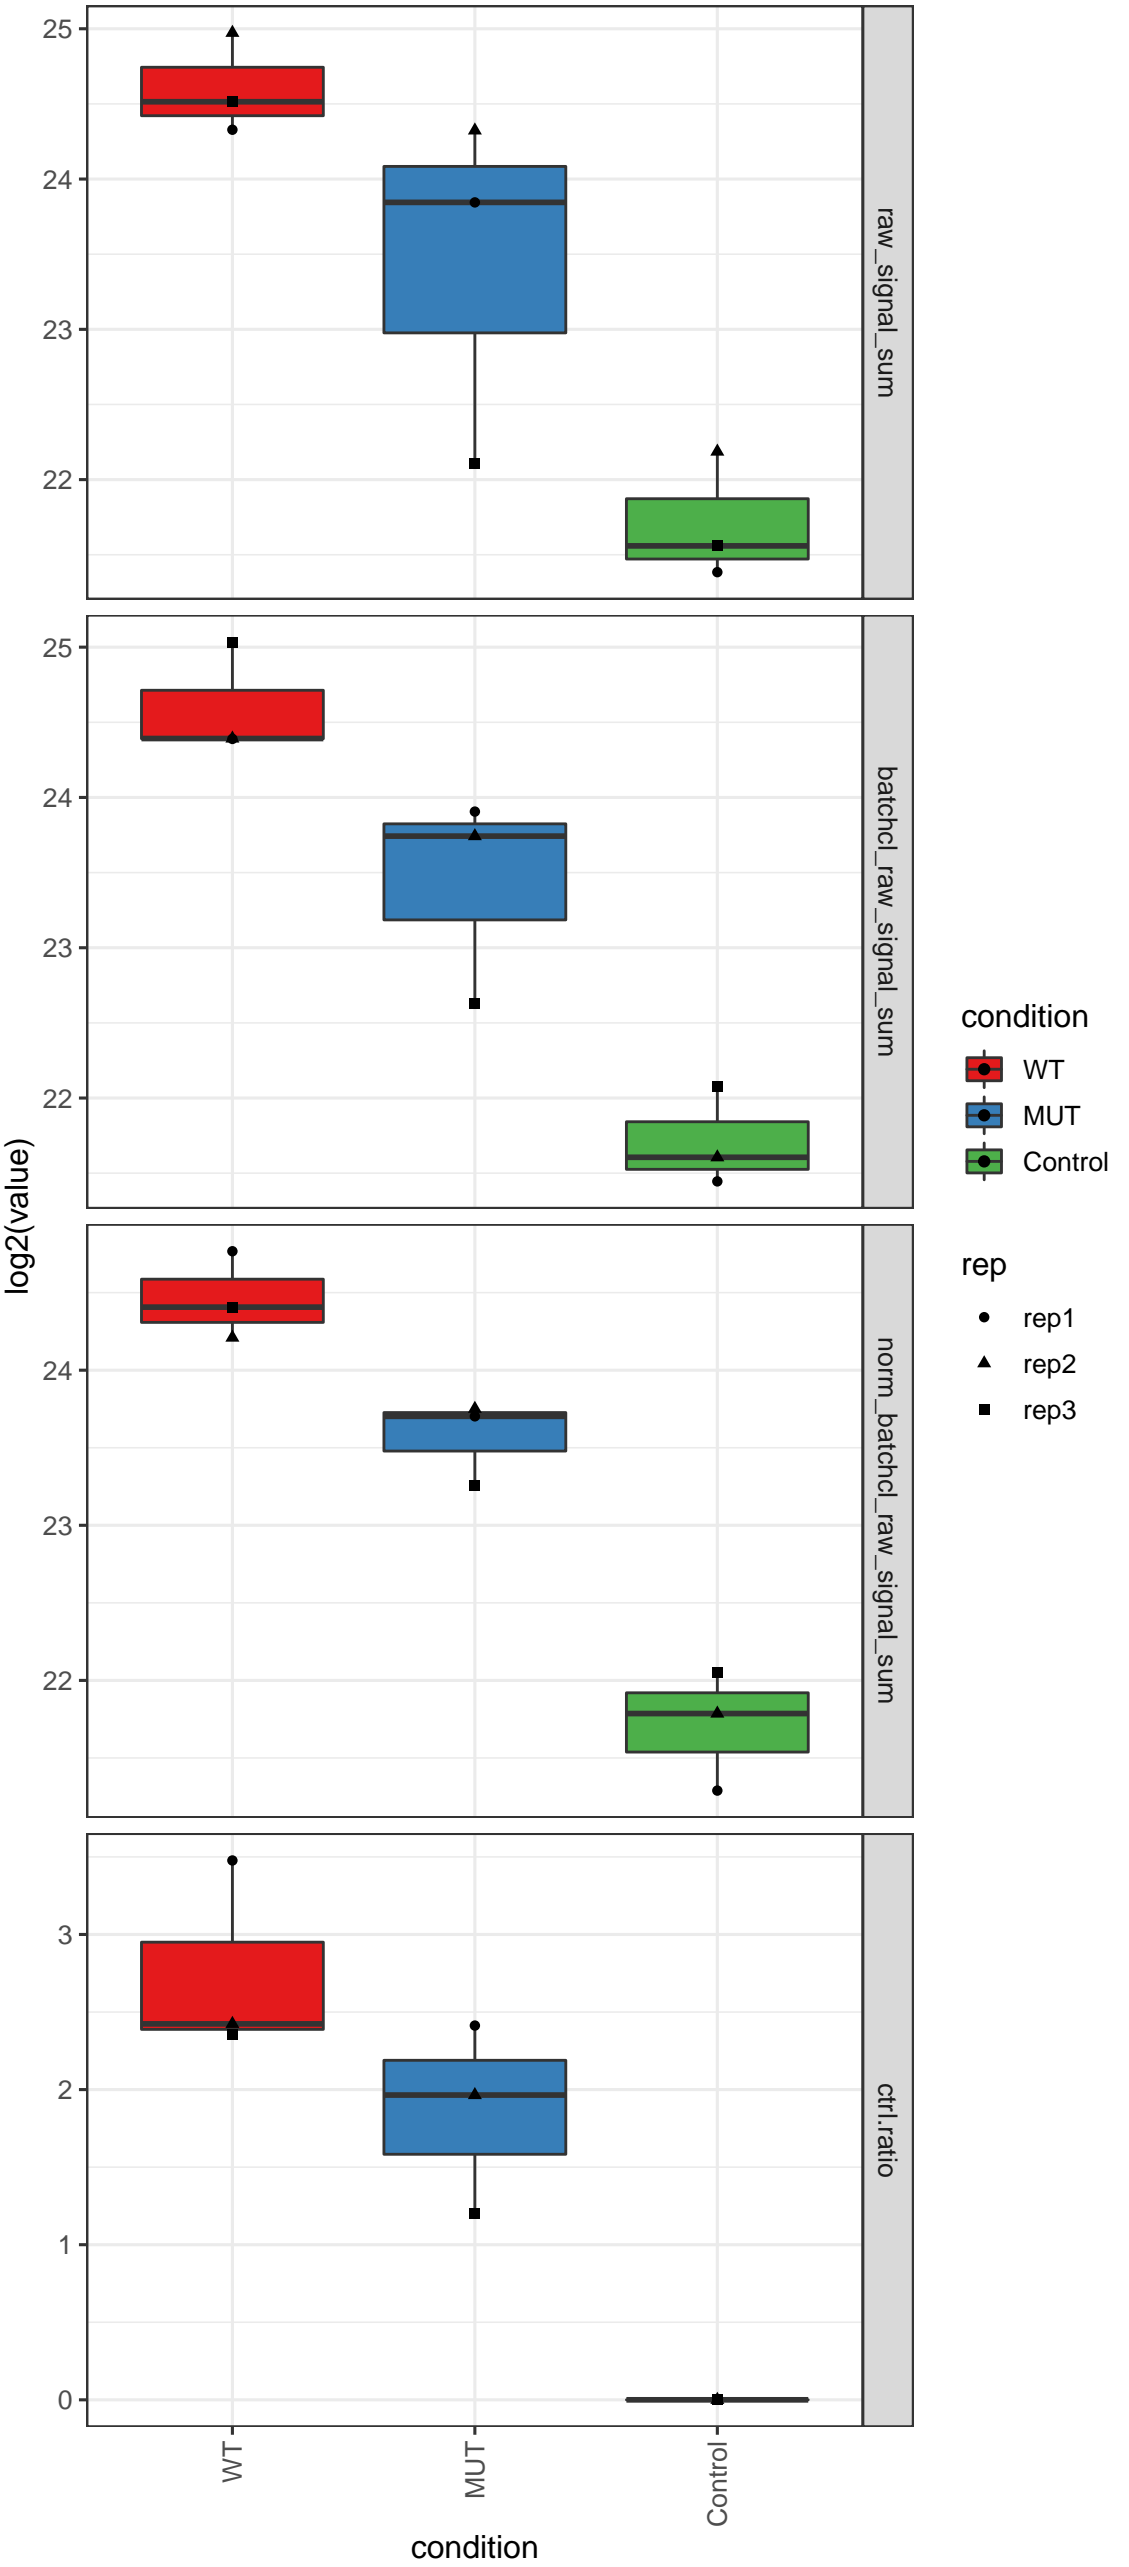 log2(value)
25
24
23
22
raw_signal_sum
25
24
23
22
batchcl_raw_signal_sum
24
23
22
norm_batchcl_raw_signal_sum
3
2
1
0
ctrl.ratio
WT
MUT
Control
condition
condition
WT
MUT
Control
rep
rep1
rep2
rep3